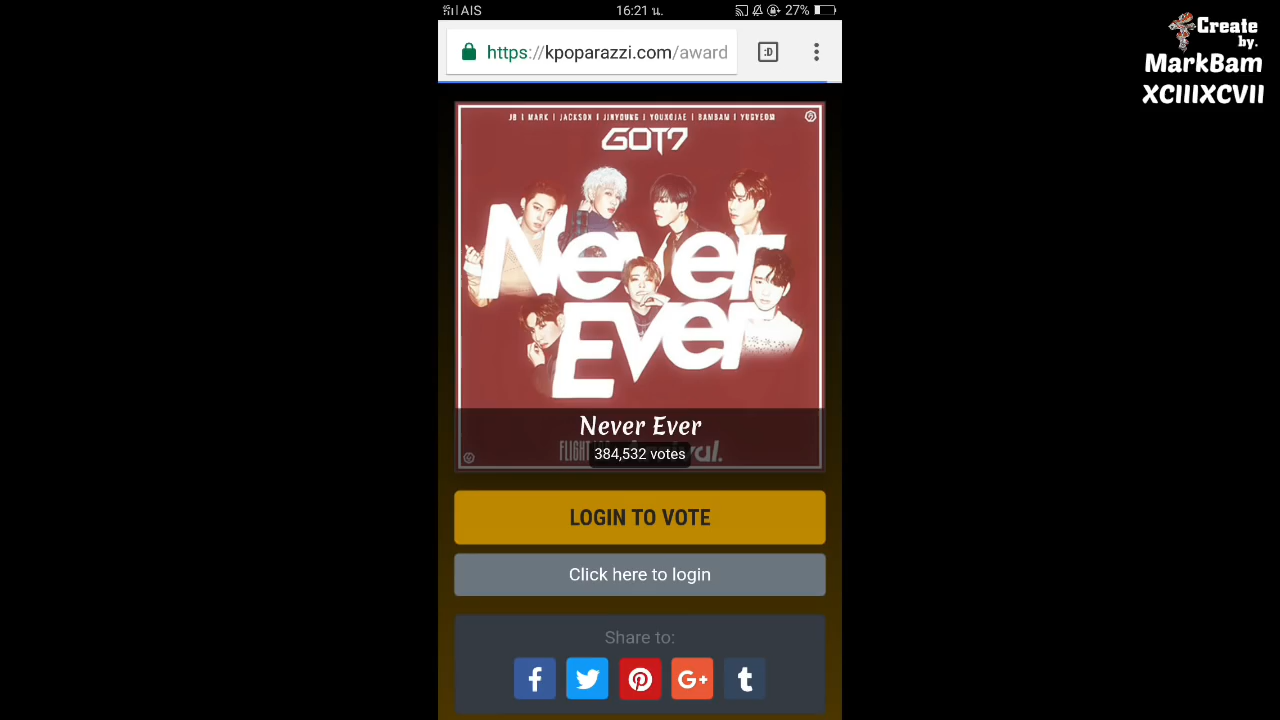 AIS 16:21 น. 27%
https://kpoparazzi.com/award :D
JB | MARK | JACKSON | JINYOUNG | YOUNGJAE | BAMBAM | YUGYEOM
GOT7
Never
Ever
Never Ever
FLIGHT
384,532 votes
LOGIN TO VOTE
Click here to login
Share to:
f P G+ t
Create
by.
MarkBam
XCIIIXCVII